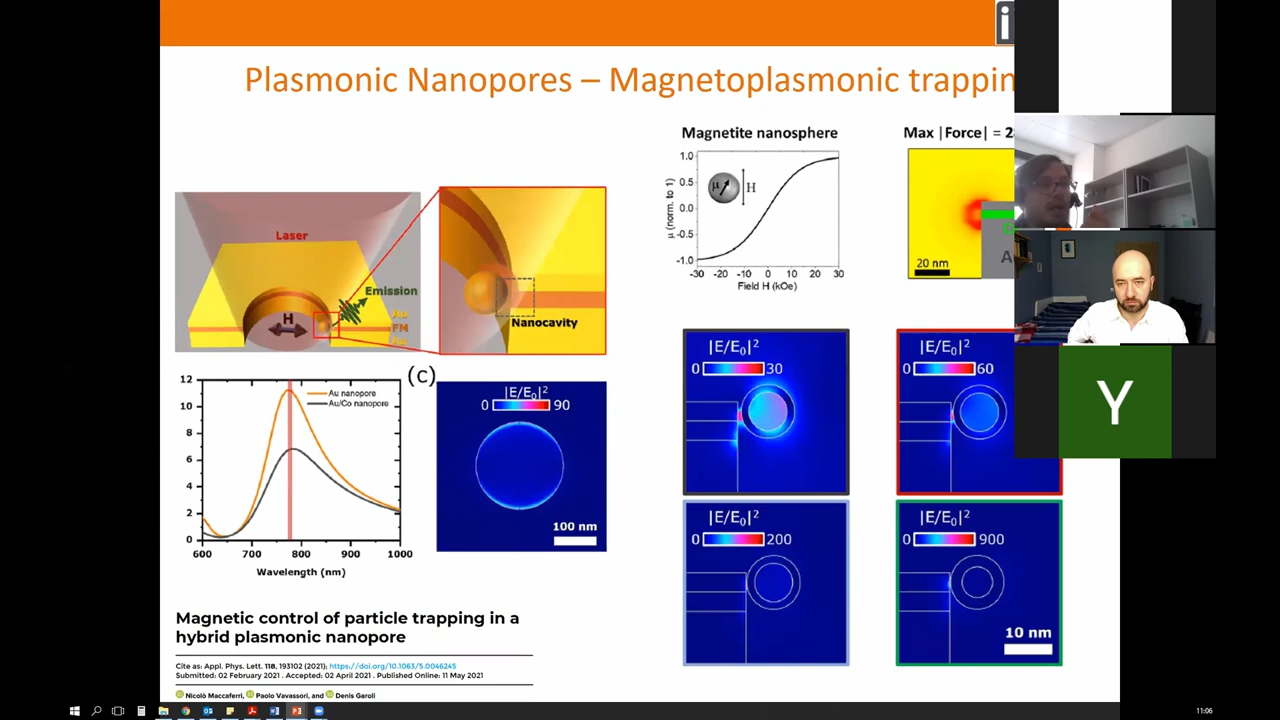 Plasmonic Nanopores – Magnetoplasmonic trappin
Magnetite nanosphere
Max |Force| = 2
μ (norm. to 1)
1.0
0.5
0.0
-0.5
-1.0
μ
H
-30 -20 -10 0 10 20 30
Field H (kOe)
20 nm
A
Laser
Emission
Au
FM
Au
H
Nanocavity
(c)
12
10
8
6
4
2
0
Au nanopore
Au/Co nanopore
600 700 800 900 1000
Wavelength (nm)
|E/E0|²
0 90
100 nm
|E/E0|²
0 30
|E/E0|²
0 60
|E/E0|²
0 200
|E/E0|²
0 900
10 nm
Magnetic control of particle trapping in a
hybrid plasmonic nanopore
Cite as: Appl. Phys. Lett. 118, 193102 (2021); https://doi.org/10.1063/5.0046245
Submitted: 02 February 2021 . Accepted: 02 April 2021 . Published Online: 11 May 2021
Nicolò Maccaferri, Paolo Vavassori, and Denis Garoli
Y
11:06